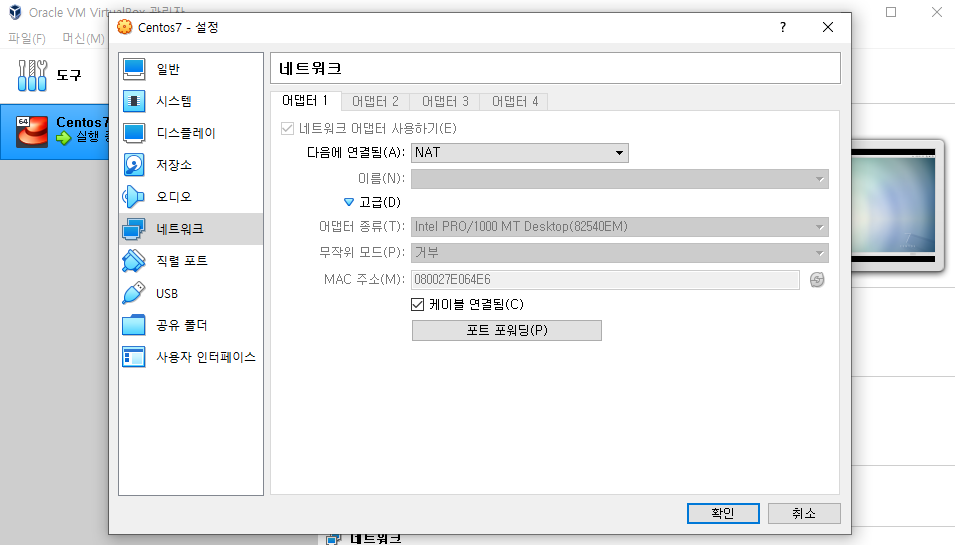 Oracle VM VirtualBox 관리자
파일(F) 머신(M)
도구
64
Centos7
실행 중
Centos7 - 설정
?
일반
시스템
디스플레이
저장소
오디오
네트워크
직렬 포트
USB
공유 폴더
사용자 인터페이스
네트워크
어댑터 1 어댑터 2 어댑터 3 어댑터 4
네트워크 어댑터 사용하기(E)
다음에 연결됨(A): NAT
이름(N):
고급(D)
어댑터 종류(T): Intel PRO/1000 MT Desktop(82540EM)
무작위 모드(P): 거부
MAC 주소(M): 080027E064E6
케이블 연결됨(C)
포트 포워딩(P)
확인 취소
네트워크